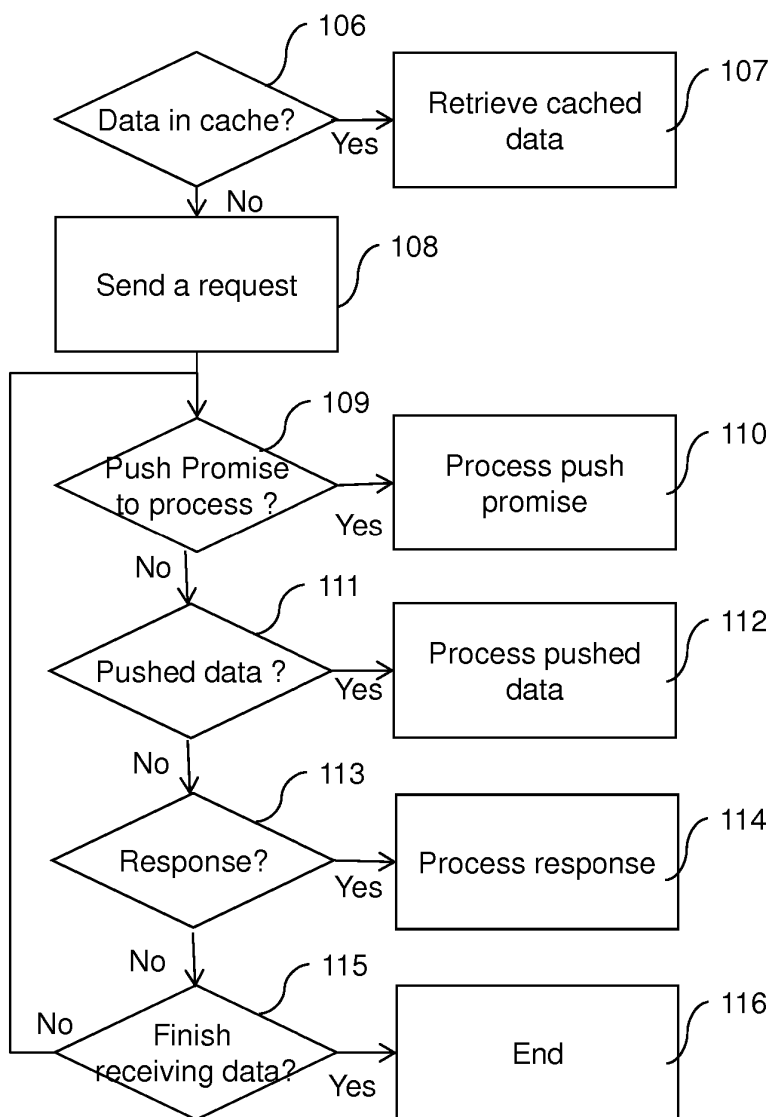 106
Data in cache?
Yes
Retrieve cached
data
107
No
Send a request
108
109
Push Promise
to process ?
Yes
Process push
promise
110
No
111
Pushed data ?
Yes
Process pushed
data
112
No
113
Response?
Yes
Process response
114
No
115
No
Finish
receiving data?
Yes
End
116